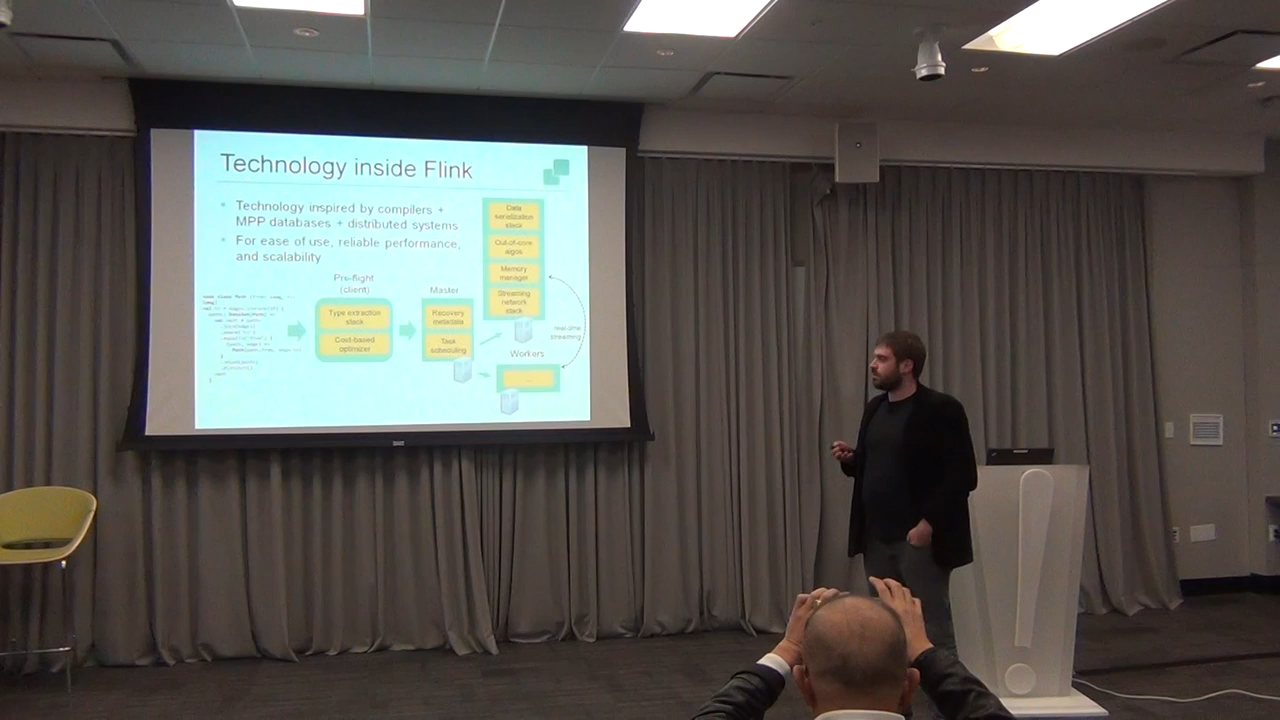 Technology inside Flink
Technology inspired by compilers +
MPP databases + distributed systems
For ease of use, reliable performance,
and scalability
Data
serialization
stack
Out-of-core
algos
Memory
manager
Streaming
network
stack
Pre-flight
(client)
Master
Type extraction
stack
Cost-based
optimizer
Recovery
metadata
Task
scheduling
real-time
streaming
Workers
...